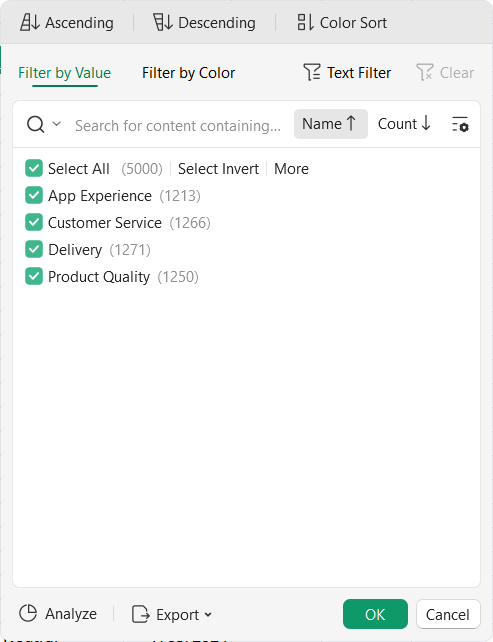 Ascending Descending Color Sort
Filter by Value Filter by Color Text Filter Clear
Search for content containing... Name↑ Count↓
Select All (5000) Select Invert More
App Experience (1213)
Customer Service (1266)
Delivery (1271)
Product Quality (1250)
Analyze Export OK Cancel